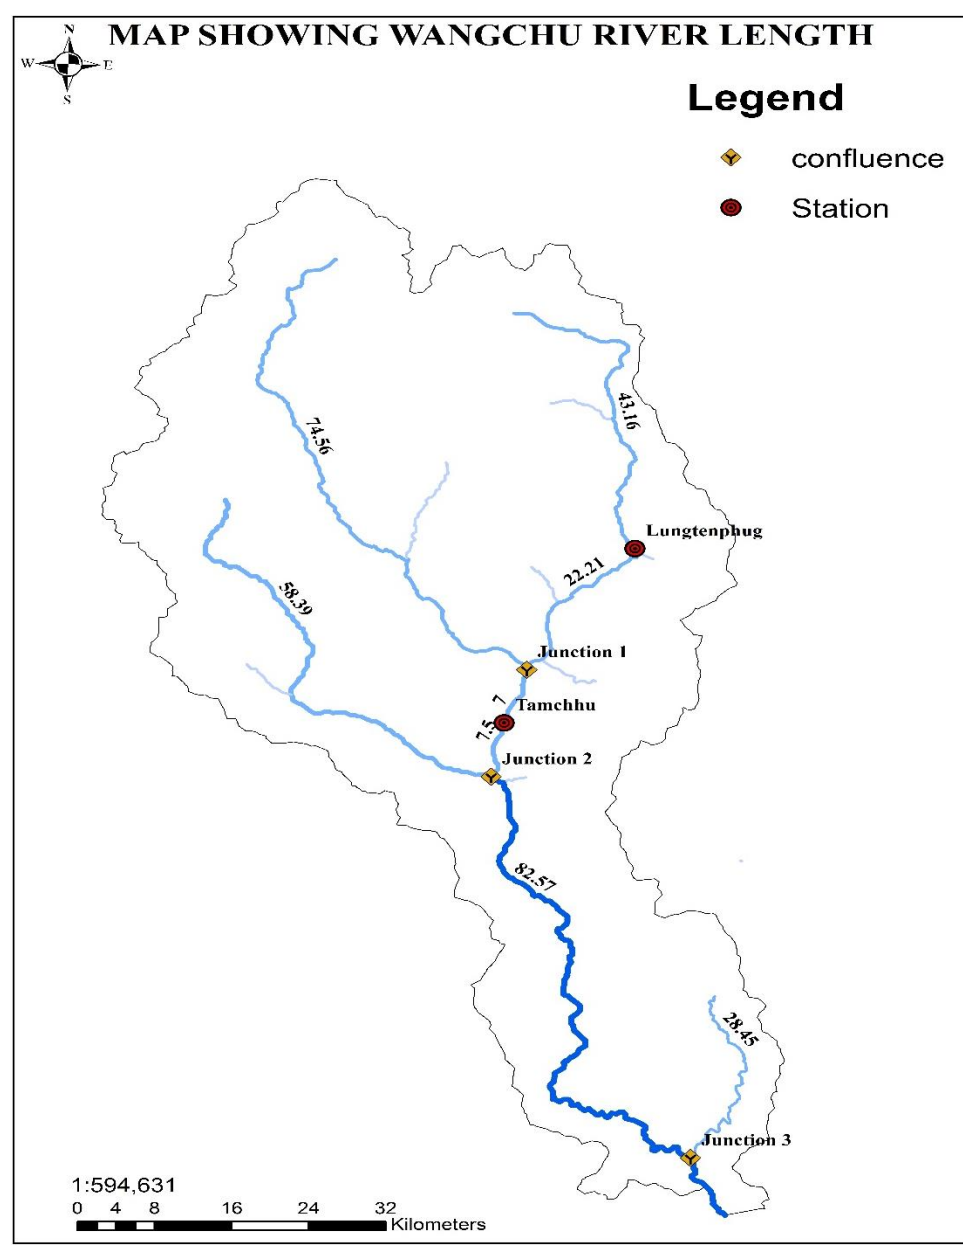 MAP SHOWING WANGCHU RIVER LENGTH
N
W E
S
Legend
confluence
Station
74.56
43.16
Lungtenphug
22.21
58.39
Junction 1
7
Tamchhu
7.5
Junction 2
82.57
28.45
Junction 3
1:594,631
0 4 8 16 24 32
Kilometers